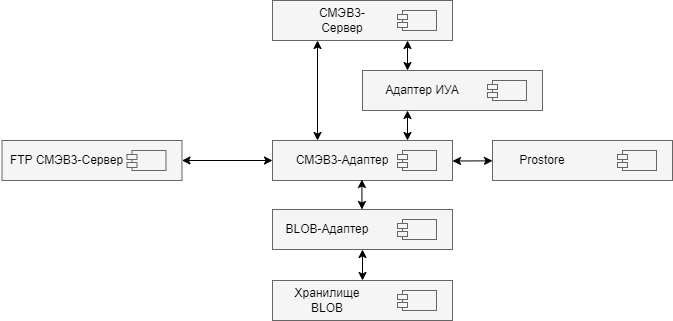 СМЭВ3-
Сервер
Адаптер ИУА
FTP СМЭВ3-Сервер
СМЭВ3-Адаптер
Prostore
BLOB-Адаптер
Хранилище
BLOB